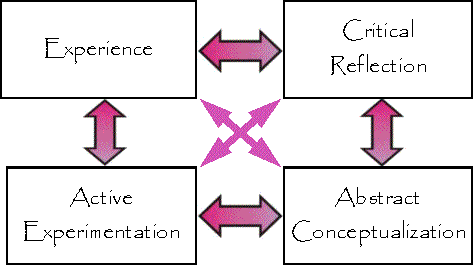 Experience
Critical
Reflection
Active
Experimentation
Abstract
Conceptualization